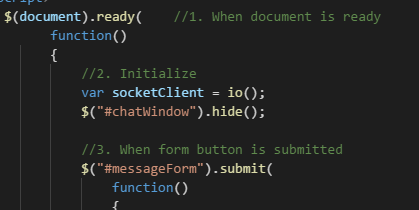 $(document).ready(    //1. When document is ready
function()
{
//2. Initialize
var socketClient = io();
$("#chatWindow").hide();
//3. When form button is submitted
$("#messageForm").submit(
function()
{